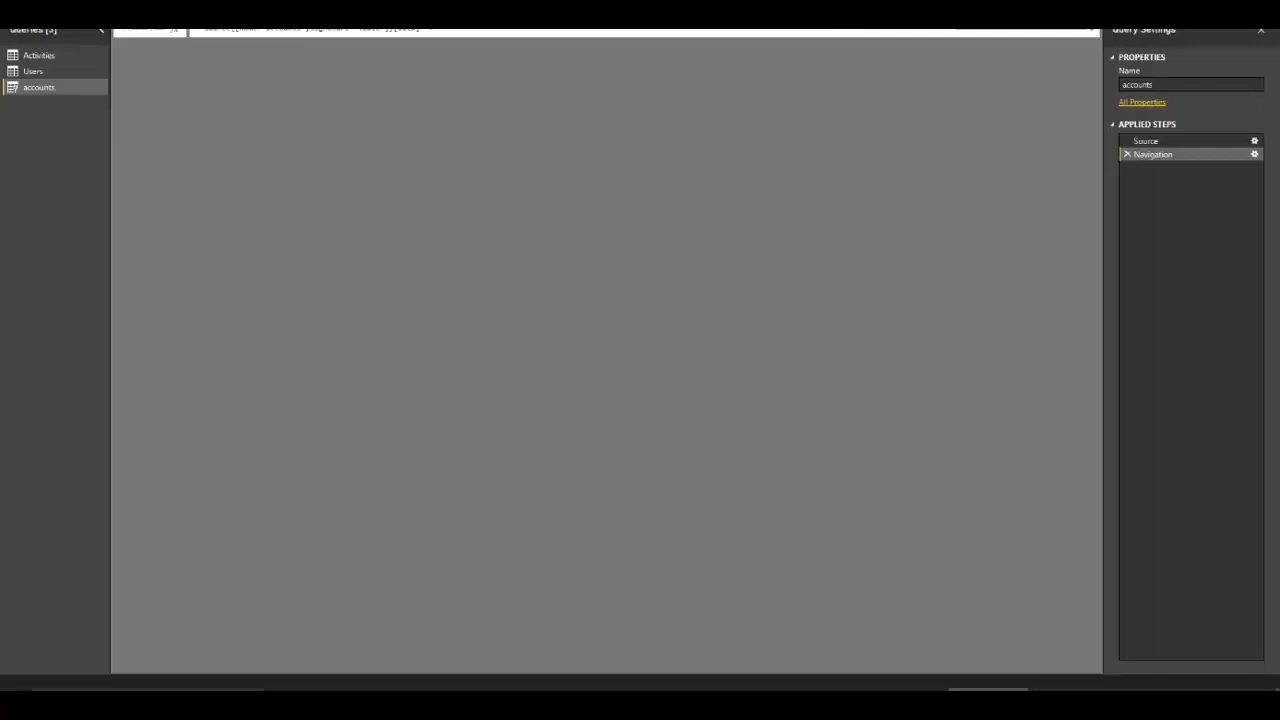 Queries [3]
Activities
Users
accounts
Query Settings
PROPERTIES
Name
accounts
All Properties
APPLIED STEPS
Source
Navigation